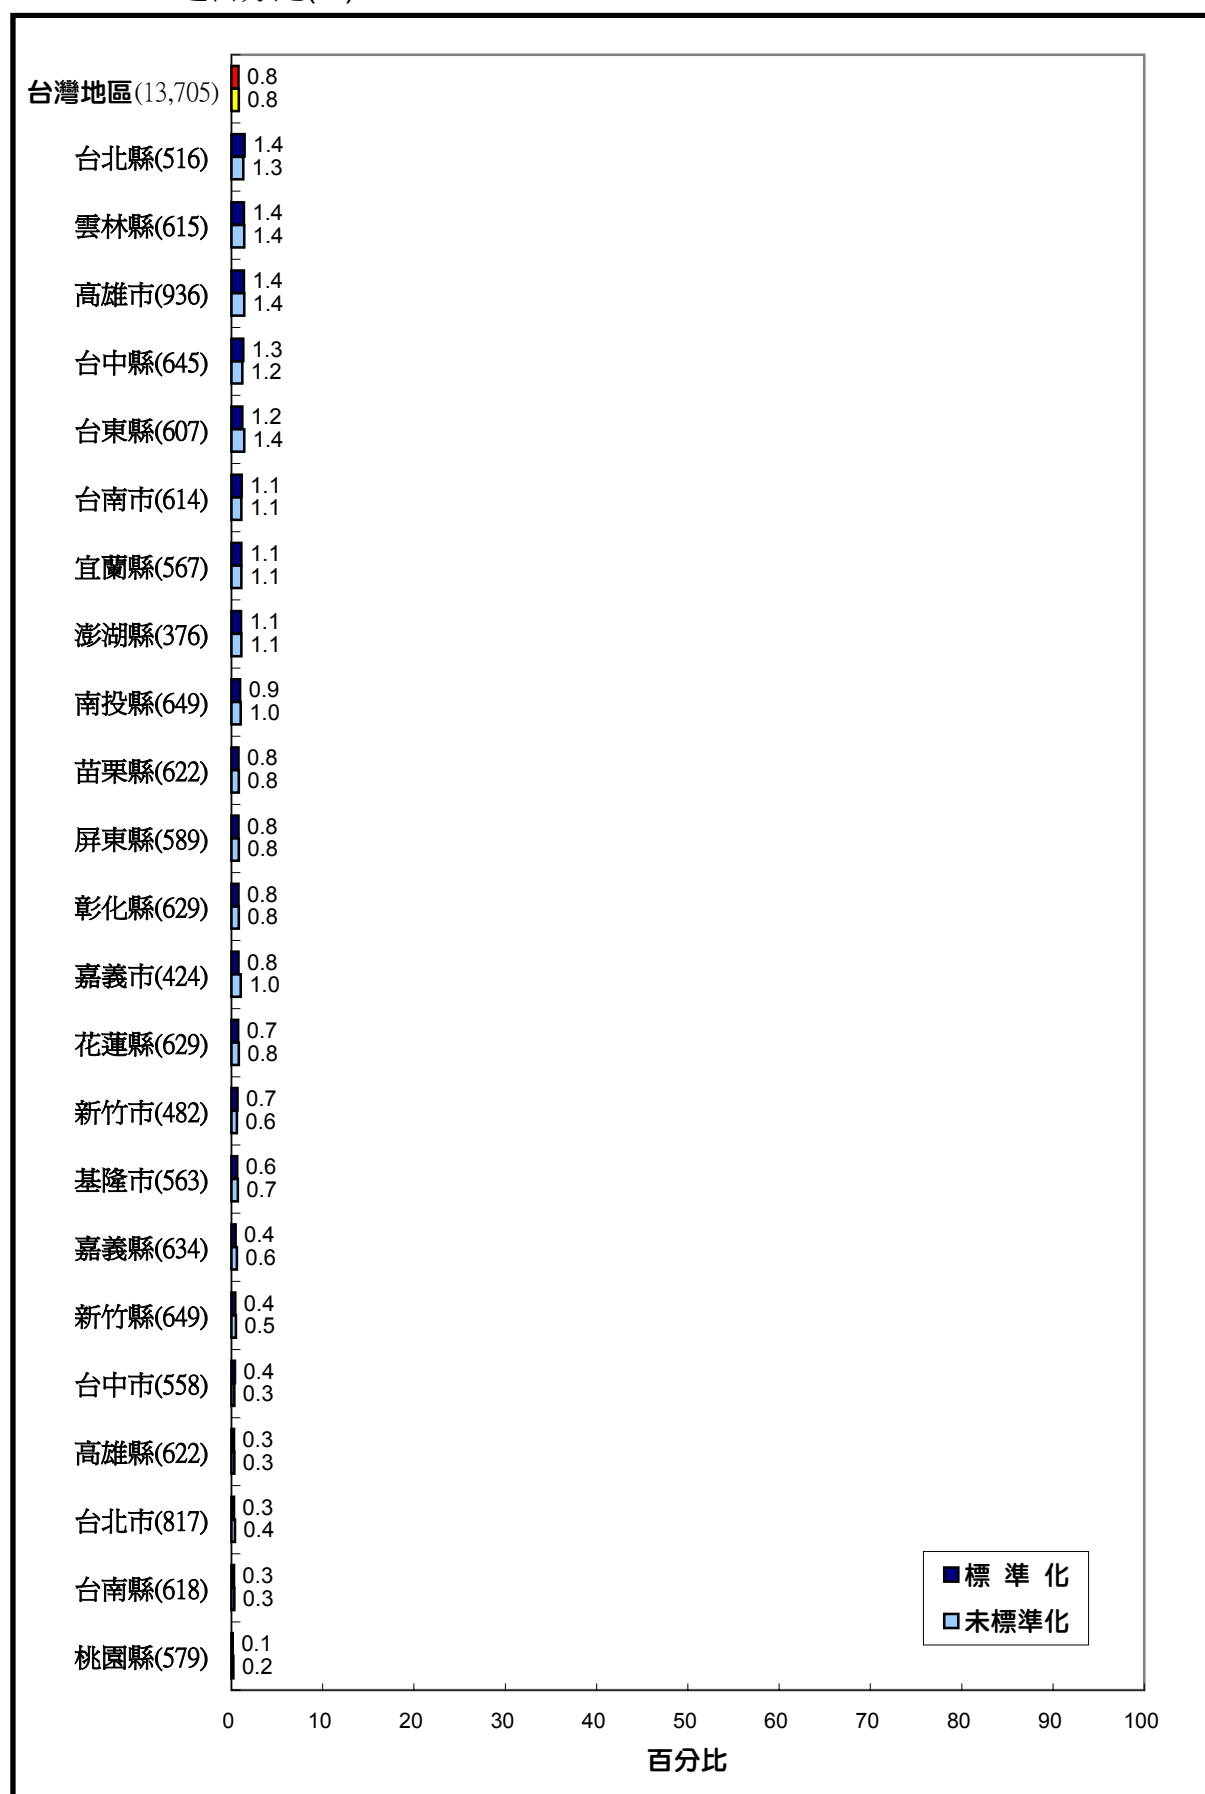 台灣地區(13,705) 0.8 0.8
台北縣(516) 1.4 1.3
雲林縣(615) 1.4 1.4
高雄市(936) 1.4 1.4
台中縣(645) 1.3 1.2
台東縣(607) 1.2 1.4
台南市(614) 1.1 1.1
宜蘭縣(567) 1.1 1.1
澎湖縣(376) 1.1 1.1
南投縣(649) 0.9 1.0
苗栗縣(622) 0.8 0.8
屏東縣(589) 0.8 0.8
彰化縣(629) 0.8 0.8
嘉義市(424) 0.8 1.0
花蓮縣(629) 0.7 0.8
新竹市(482) 0.7 0.6
基隆市(563) 0.6 0.7
嘉義縣(634) 0.4 0.6
新竹縣(649) 0.4 0.5
台中市(558) 0.4 0.3
高雄縣(622) 0.3 0.3
台北市(817) 0.3 0.4
台南縣(618) 0.3 0.3
桃園縣(579) 0.1 0.2
標 準 化
未標準化
0 10 20 30 40 50 60 70 80 90 100
百分比